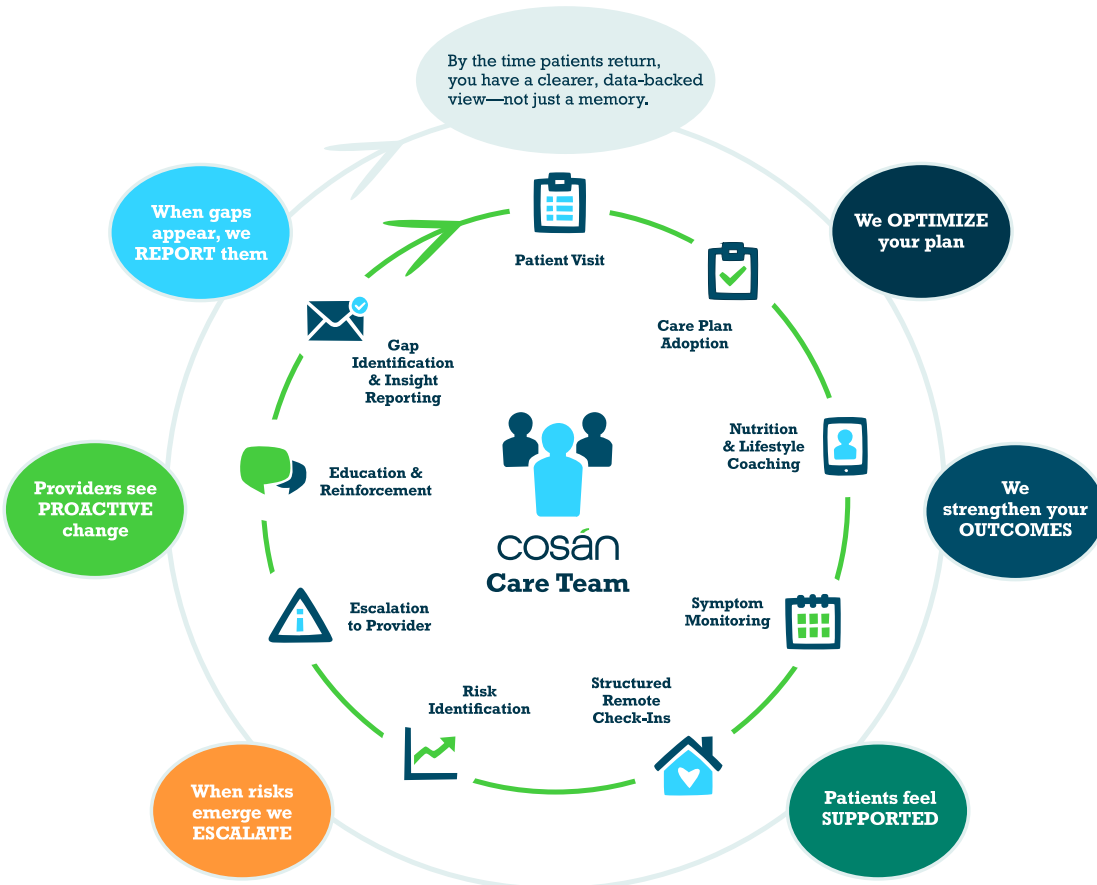 By the time patients return,
you have a clearer, data-backed
view—not just a memory.
We OPTIMIZE
your plan
We
strengthen your
OUTCOMES
Patients feel
SUPPORTED
When risks
emerge we
ESCALATE
Providers see
PROACTIVE
change
When gaps
appear, we
REPORT them
Patient Visit
Care Plan
Adoption
Nutrition
& Lifestyle
Coaching
Symptom
Monitoring
Structured
Remote
Check-Ins
Risk
Identification
Escalation
to Provider
Education &
Reinforcement
Gap
Identification
& Insight
Reporting
cosán
Care Team